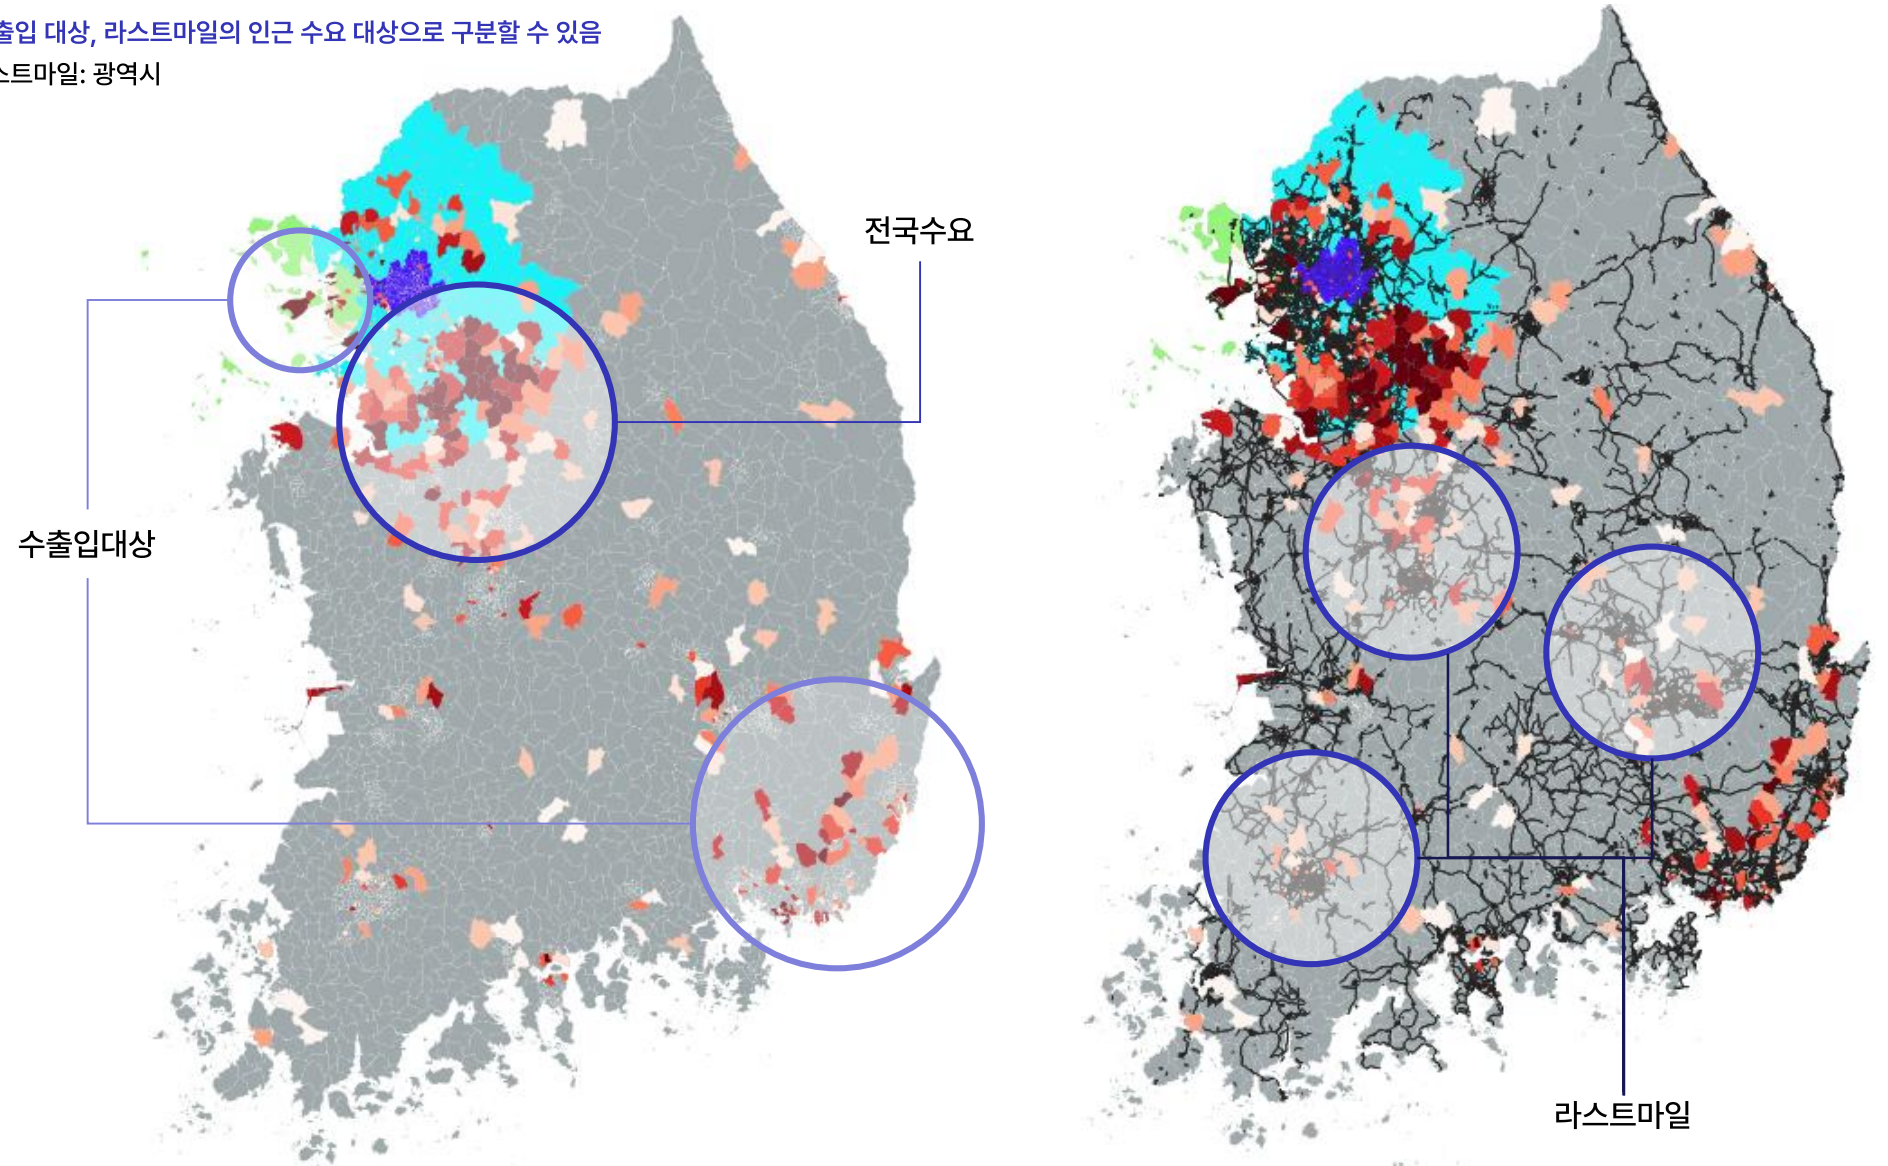 출입 대상, 라스트마일의 인근 수요 대상으로 구분할 수 있음
스트마일: 광역시
전국수요
수출입대상
라스트마일